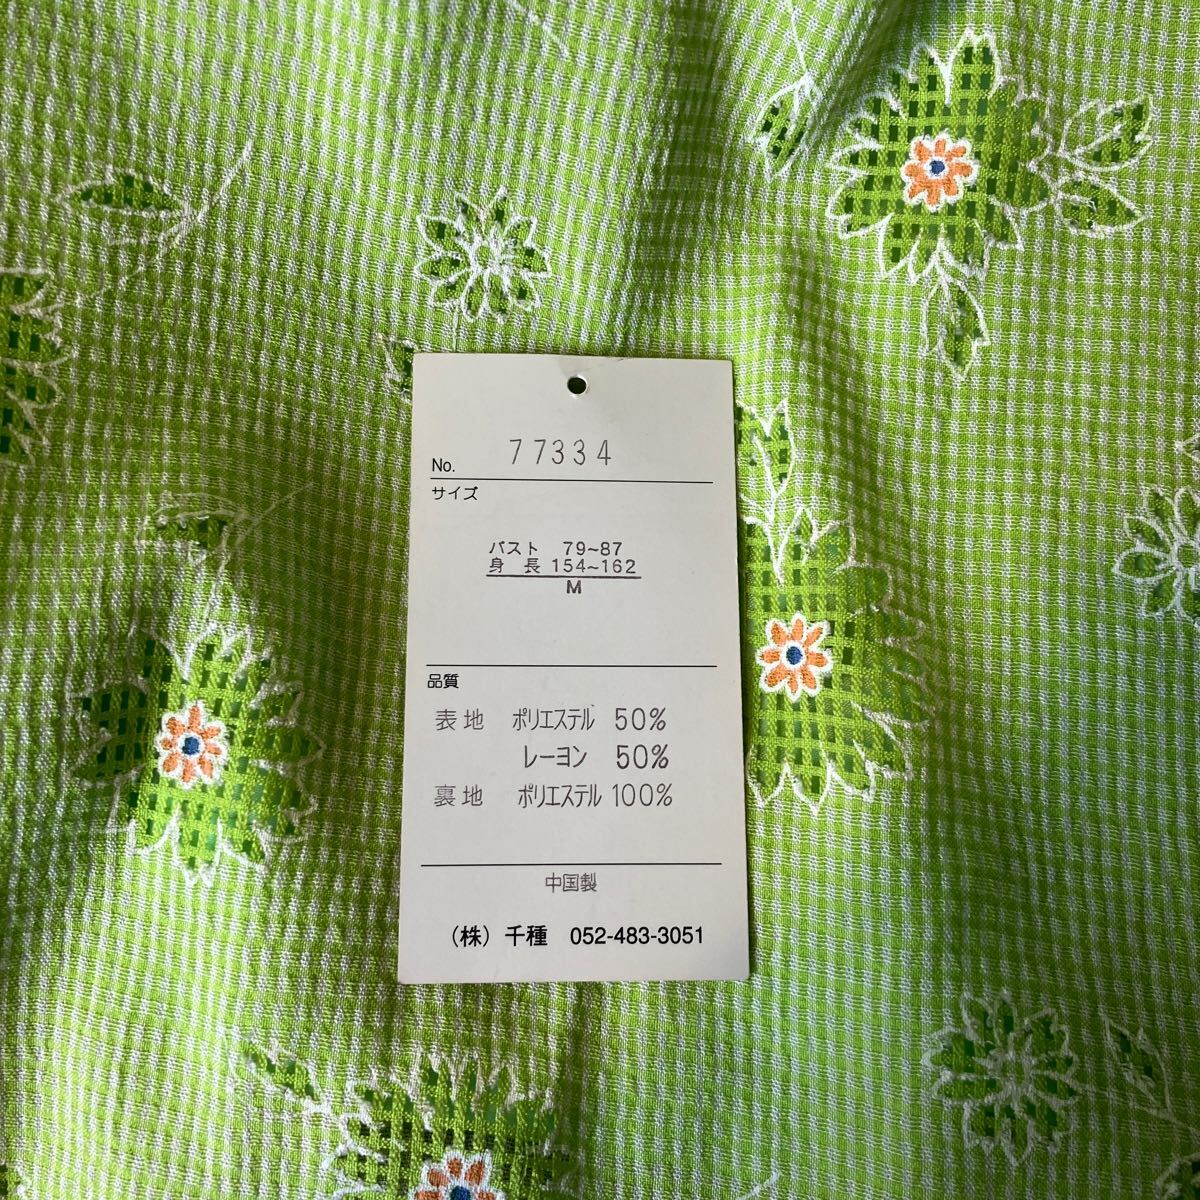 No. 77334
サイズ
バスト 79~87
身長 154~162
M
品質
表地 ポリエステル 50%
レーヨン 50%
裏地 ポリエステル 100%
中国製
(株) 千種 052-483-3051